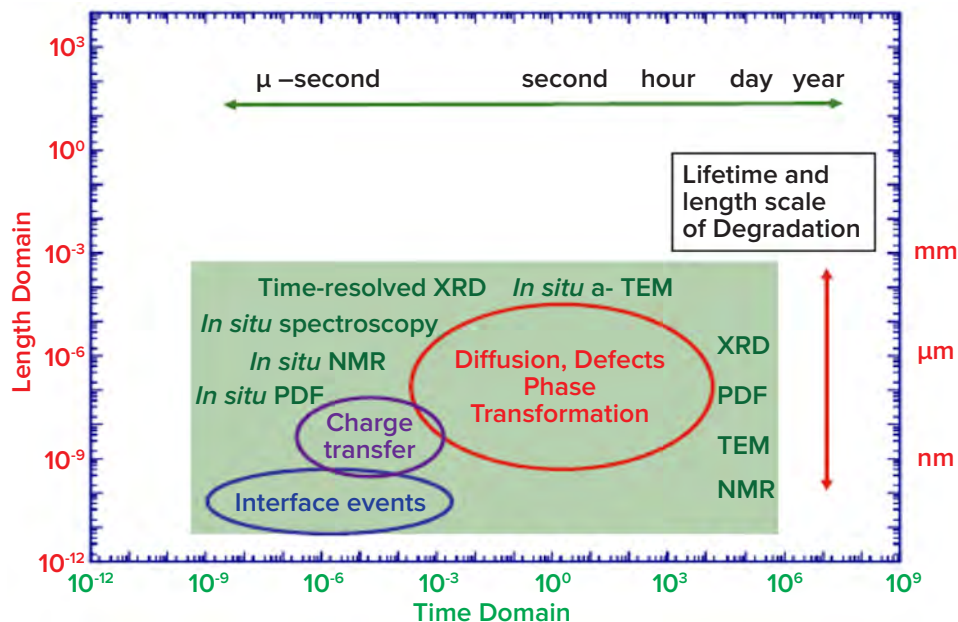 μ –second second hour day year
10³
10⁰
10⁻³
10⁻⁶
10⁻⁹
10⁻¹²
Length Domain
Lifetime and
length scale
of Degradation
mm
μm
nm
Time-resolved XRD In situ a- TEM
In situ spectroscopy
In situ NMR
In situ PDF
Diffusion, Defects
Phase
Transformation
Charge
transfer
Interface events
XRD
PDF
TEM
NMR
10⁻¹² 10⁻⁹ 10⁻⁶ 10⁻³ 10⁰ 10³ 10⁶ 10⁹
Time Domain